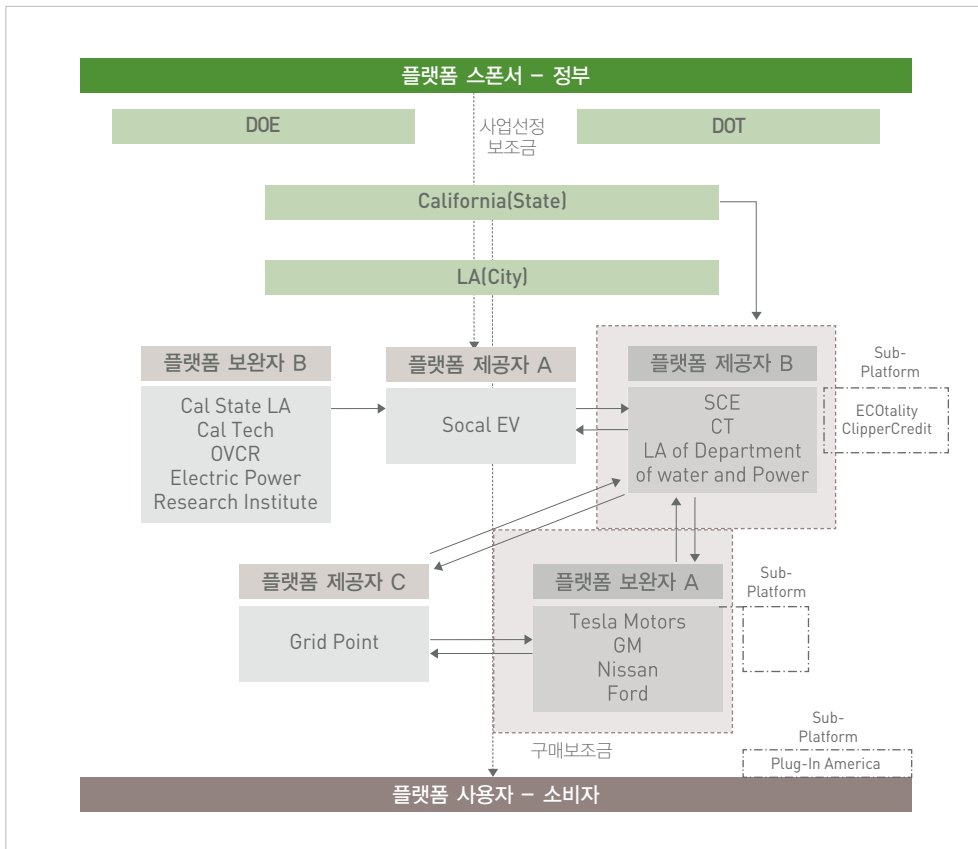 플랫폼 스폰서 – 정부
DOE
사업선정
보조금
DOT
California(State)
LA(City)
플랫폼 보완자 B
Cal State LA
Cal Tech
OVCR
Electric Power
Research Institute
플랫폼 제공자 A
Socal EV
플랫폼 제공자 B
SCE
CT
LA of Department
of water and Power
Sub-
Platform
ECOtality
ClipperCredit
플랫폼 제공자 C
Grid Point
플랫폼 보완자 A
Tesla Motors
GM
Nissan
Ford
Sub-
Platform
구매보조금
Sub-
Platform
Plug-In America
플랫폼 사용자 – 소비자